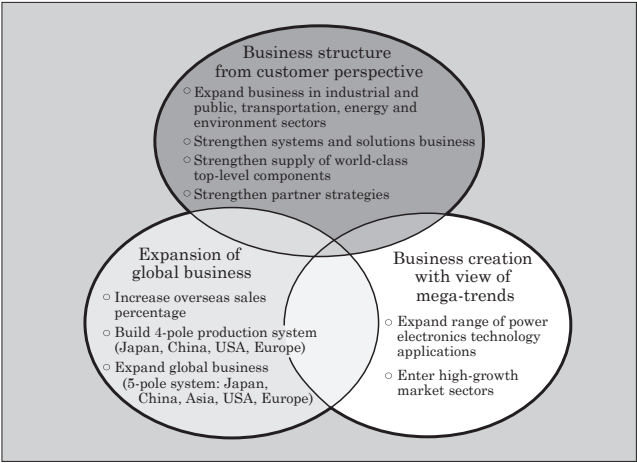 Business structure
from customer perspective
○ Expand business in industrial and
public, transportation, energy and
environment sectors
○ Strengthen systems and solutions business
○ Strengthen supply of world-class
top-level components
○ Strengthen partner strategies
Expansion of
global business
○ Increase overseas sales
percentage
○ Build 4-pole production system
(Japan, China, USA, Europe)
○ Expand global business
(5-pole system: Japan,
China, Asia, USA, Europe)
Business creation
with view of
mega-trends
○ Expand range of power
electronics technology
applications
○ Enter high-growth
market sectors